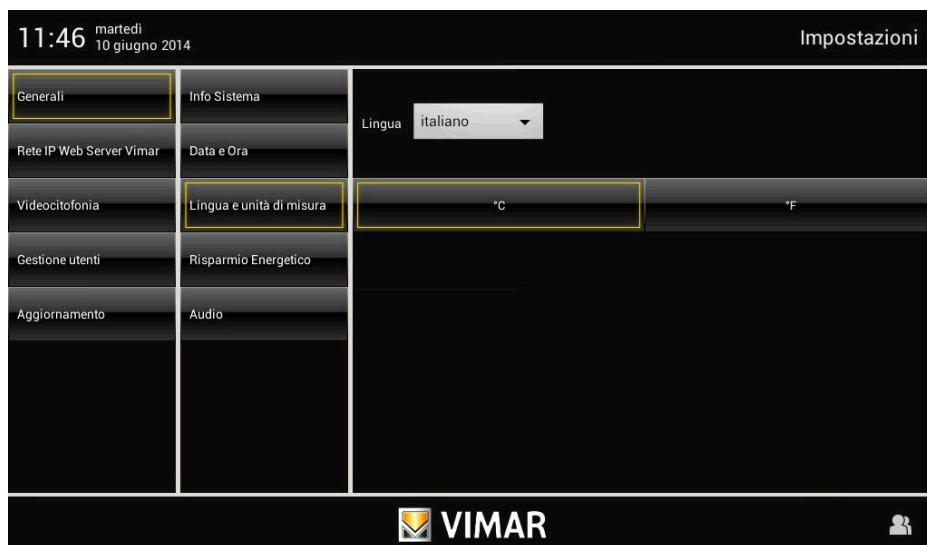 11:46
martedì
10 giugno 2014
Impostazioni
Generali
Rete IP Web Server Vimar
Videocitofonia
Gestione utenti
Aggiornamento
Info Sistema
Data e Ora
Lingua e unità di misura
Risparmio Energetico
Audio
Lingua
italiano
°C
°F
VIMAR